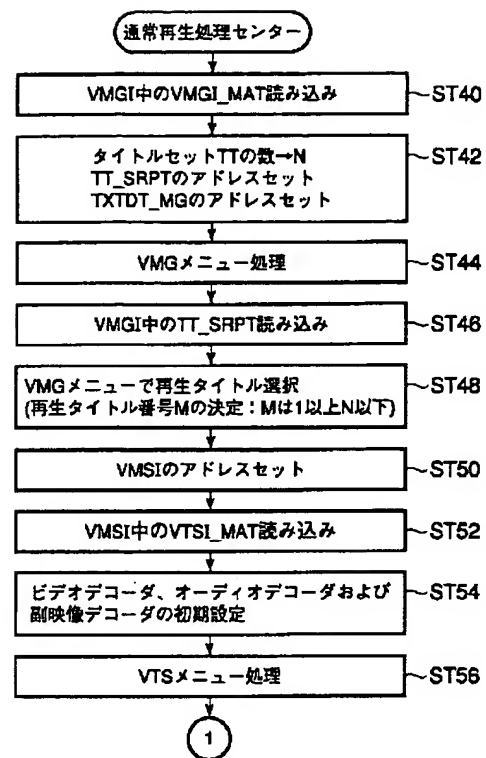 通常再生処理センター
VMGI中のVMGI_MAT読み込み
ST40
タイトルセットTTの数→N
TT_SRPTのアドレスセット
TXTDT_MGのアドレスセット
ST42
VMGメニュー処理
ST44
VMGI中のTT_SRPT読み込み
ST46
VMGメニューで再生タイトル選択
(再生タイトル番号Mの決定：Mは1以上N以下)
ST48
VMSIのアドレスセット
ST50
VMSI中のVTSI_MAT読み込み
ST52
ビデオデコーダ、オーディオデコーダおよび
副映像デコーダの初期設定
ST54
VTSメニュー処理
ST56
1